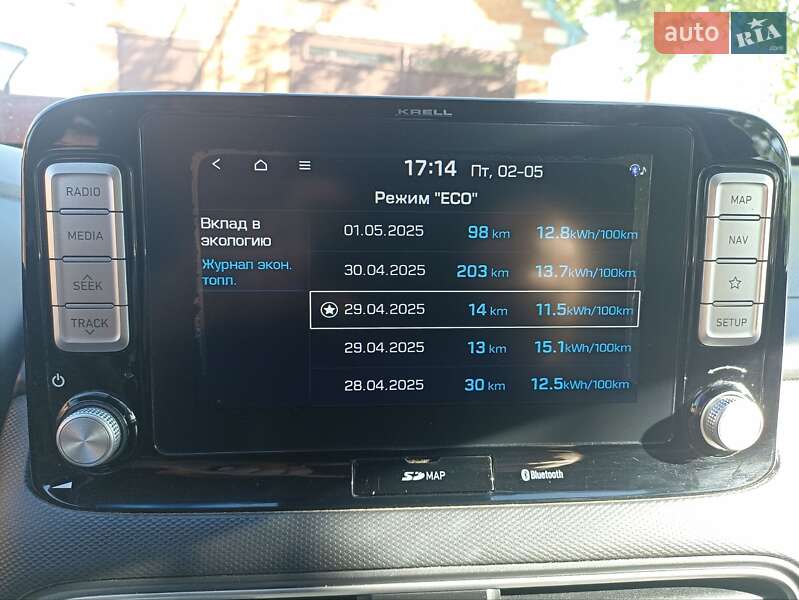 auto RIA .com
KRELL
17:14 Пт, 02-05
Режим "ECO"
Вклад в
экологию
Журнал экон.
топл.
01.05.2025 98 km 12.8kWh/100km
30.04.2025 203 km 13.7kWh/100km
29.04.2025 14 km 11.5kWh/100km
29.04.2025 13 km 15.1kWh/100km
28.04.2025 30 km 12.5kWh/100km
RADIO
MEDIA
SEEK
TRACK
MAP
NAV
SETUP
SD MAP
Bluetooth